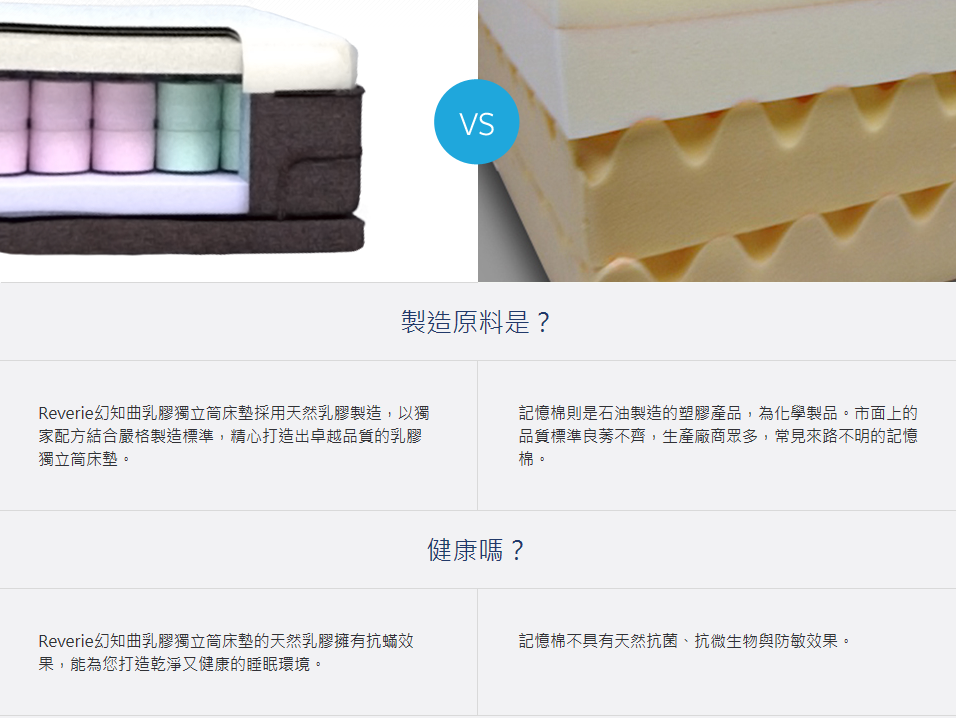 VS
製造原料是？
Reverie幻知曲乳膠獨立筒床墊採用天然乳膠製造，以獨
家配方結合嚴格製造標準，精心打造出卓越品質的乳膠
獨立筒床墊。
記憶棉則是石油製造的塑膠產品，為化學製品。市面上的
品質標準良莠不齊，生產廠商眾多，常見來路不明的記憶
棉。
健康嗎？
Reverie幻知曲乳膠獨立筒床墊的天然乳膠擁有抗蟎效
果，能為您打造乾淨又健康的睡眠環境。
記憶棉不具有天然抗菌、抗微生物與防敏效果。